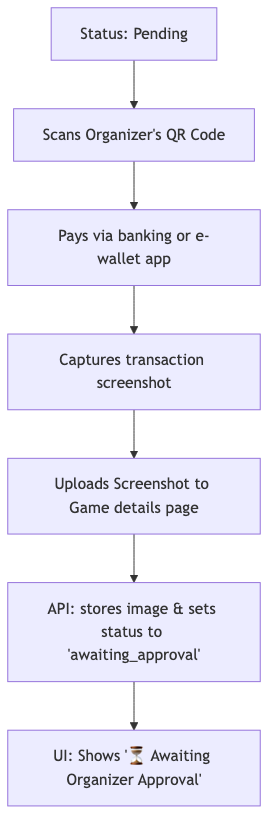 Status: Pending
Scans Organizer's QR Code
Pays via banking or e-
wallet app
Captures transaction
screenshot
Uploads Screenshot to
Game details page
API: stores image & sets
status to
'awaiting_approval'
UI: Shows '⏳ Awaiting
Organizer Approval'